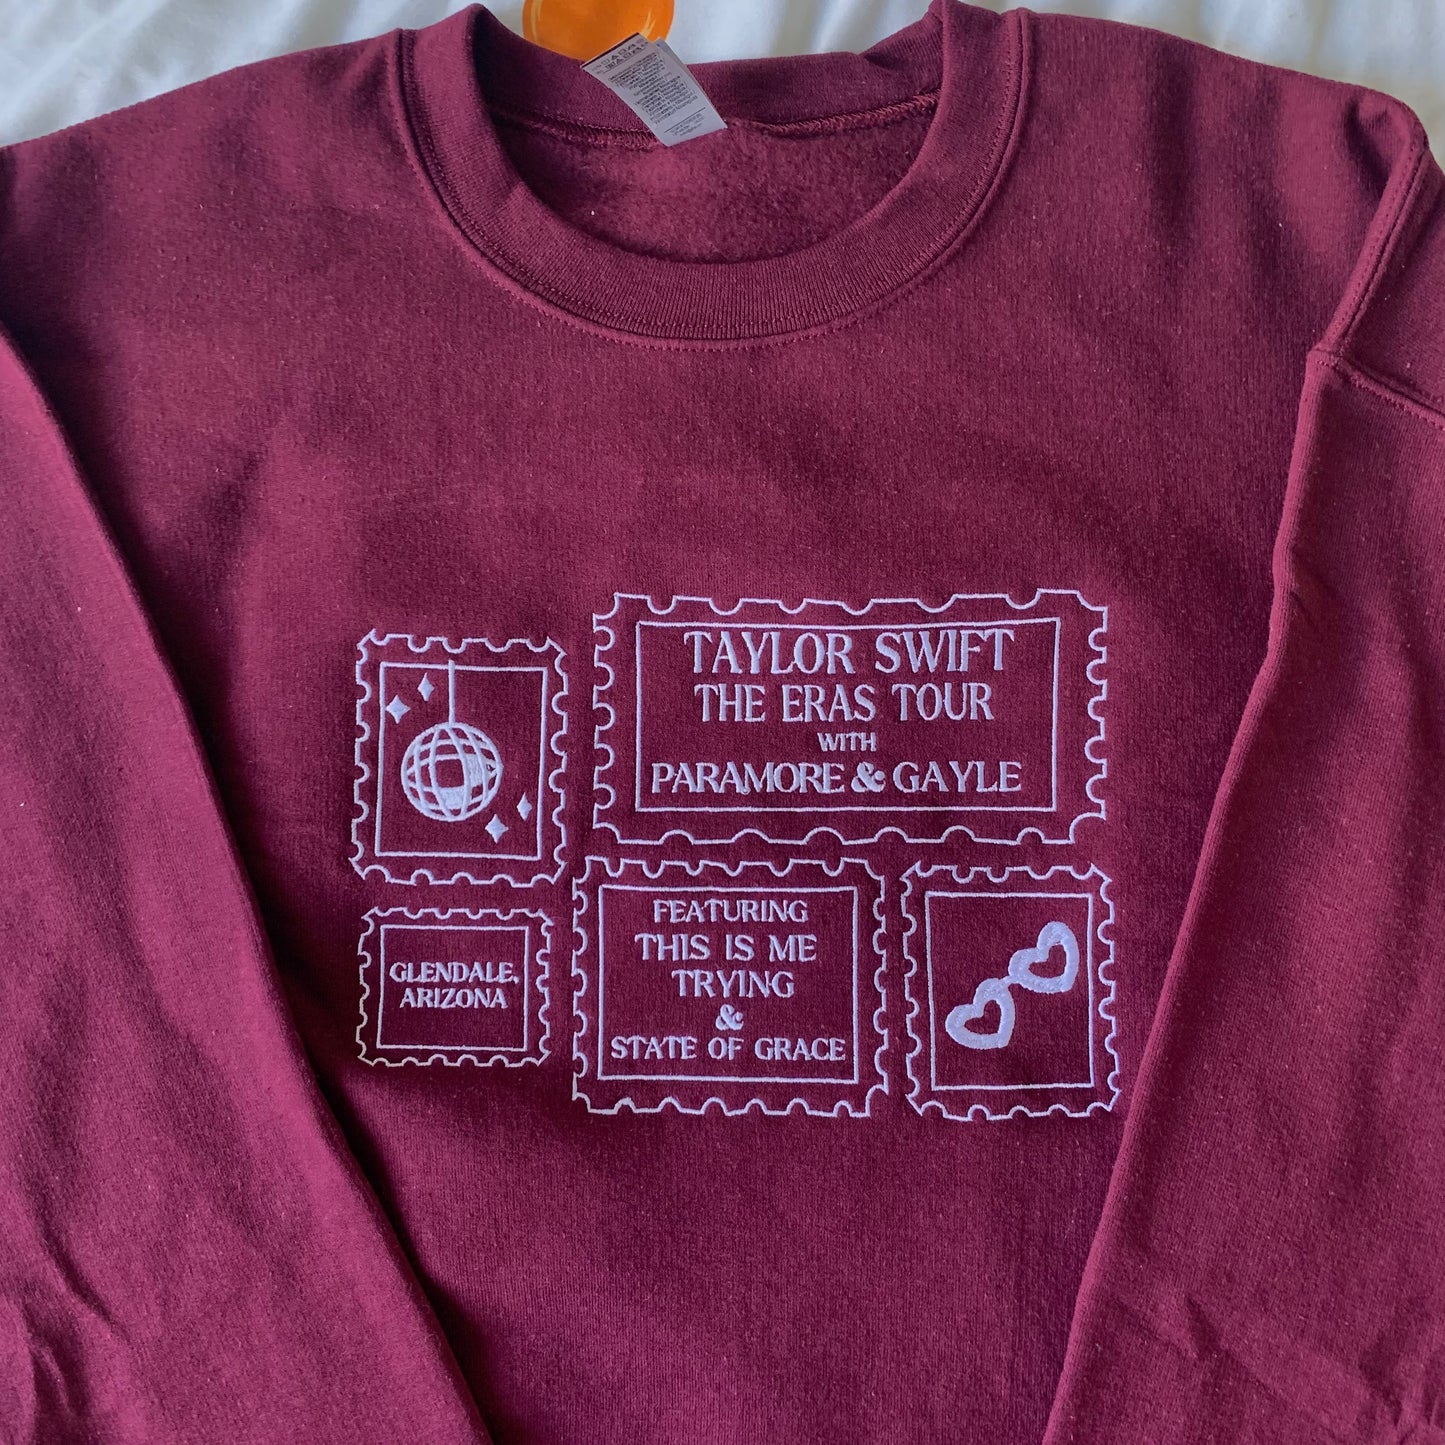 TAYLOR SWIFT
THE ERAS TOUR
WITH
PARAMORE & GAYLE
GLENDALE,
ARIZONA
FEATURING
THIS IS ME
TRYING
&
STATE OF GRACE